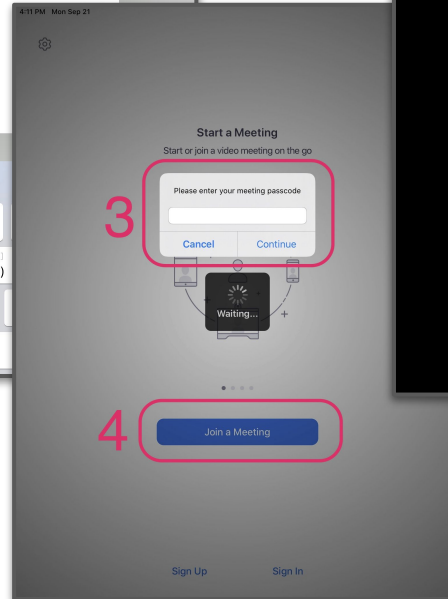 4:11 PM Mon Sep 21
Start a Meeting
Start or join a video meeting on the go
3
Please enter your meeting passcode
Cancel Continue
Waiting...
4
Join a Meeting
Sign Up Sign In
)